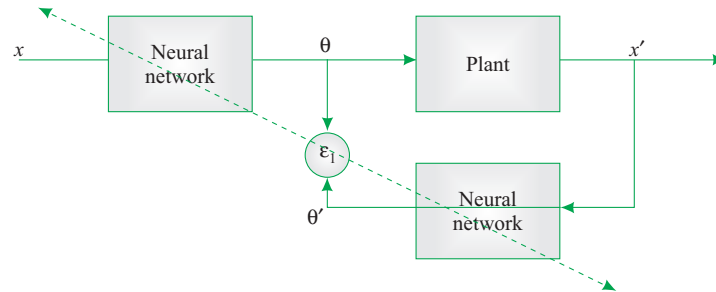 x
Neural
network
θ
Plant
x′
ε1
θ′
Neural
network